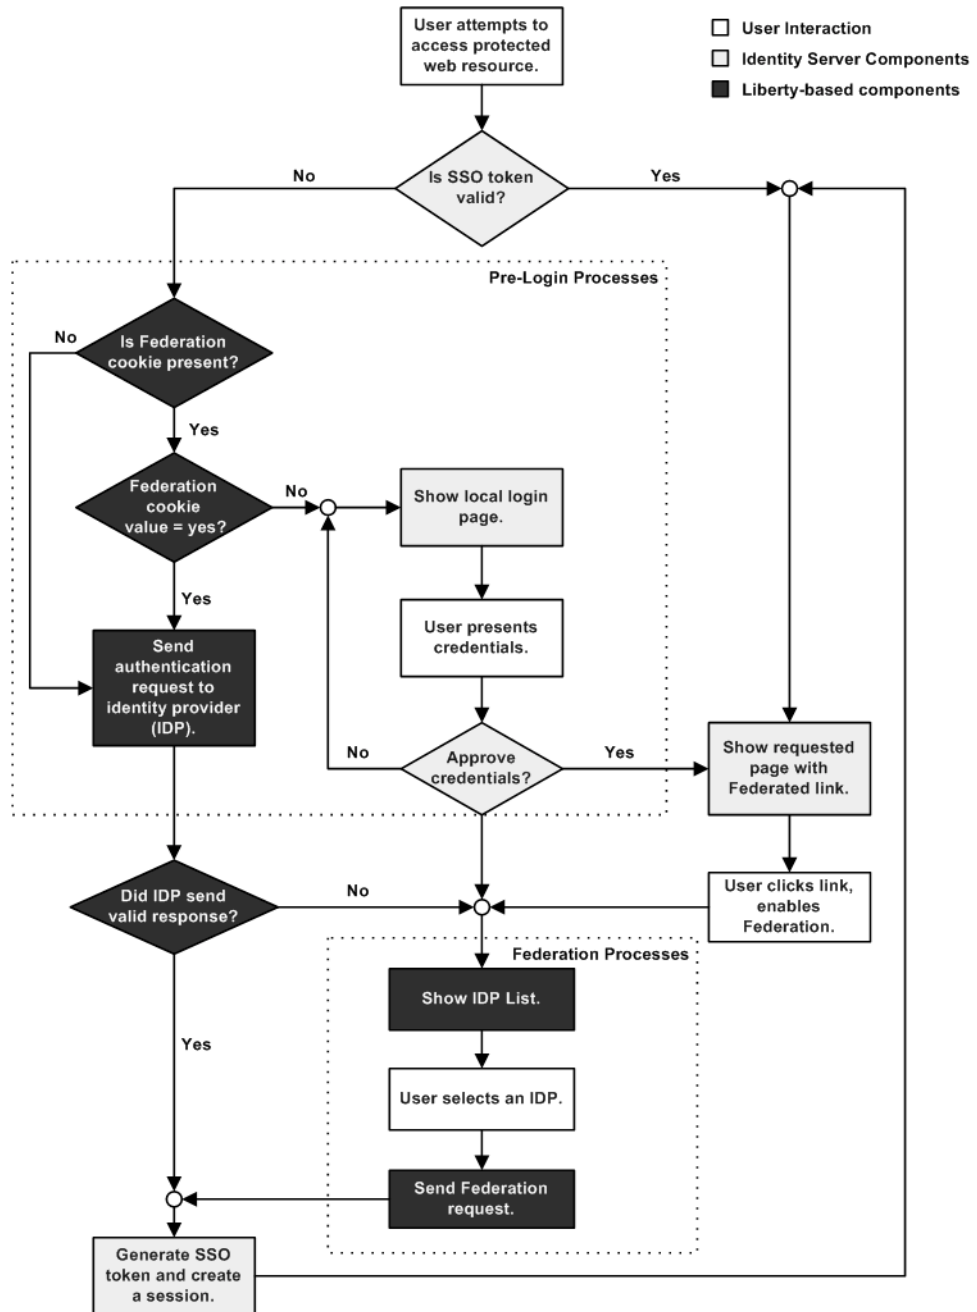 User attempts to
access protected
web resource.
User Interaction
Identity Server Components
Liberty-based components
No
Is SSO token
valid?
Yes
Pre-Login Processes
No
Is Federation
cookie present?
Yes
Federation
cookie
value = yes?
No
Show local login
page.
Yes
User presents
credentials.
Send
authentication
request to
identity provider
(IDP).
No
Approve
credentials?
Yes
Show requested
page with
Federated link.
Did IDP send
valid response?
No
User clicks link,
enables
Federation.
Federation Processes
Show IDP List.
Yes
User selects an IDP.
Send Federation
request.
Generate SSO
token and create
a session.